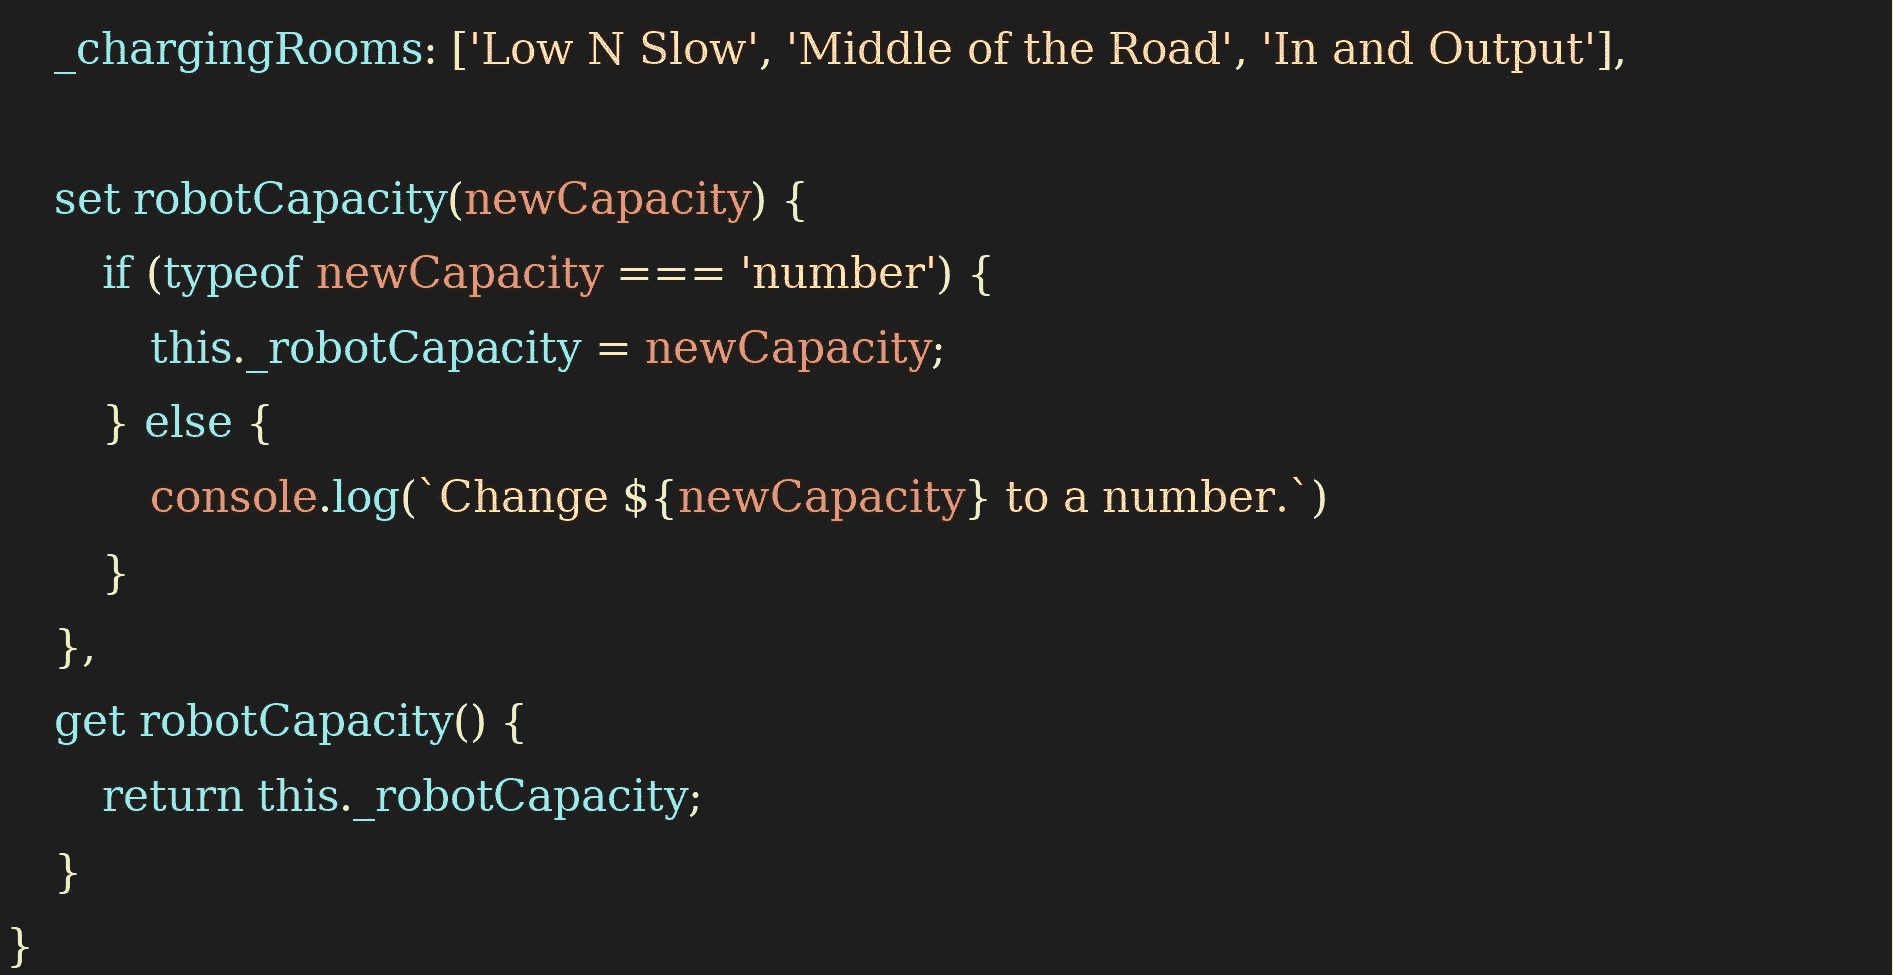 _chargingRooms: ['Low N Slow', 'Middle of the Road', 'In and Output'],
set robotCapacity(newCapacity) {
if (typeof newCapacity === 'number') {
this._robotCapacity = newCapacity;
} else {
console.log(`Change ${newCapacity} to a number.`)
}
},
get robotCapacity() {
return this._robotCapacity;
}
}